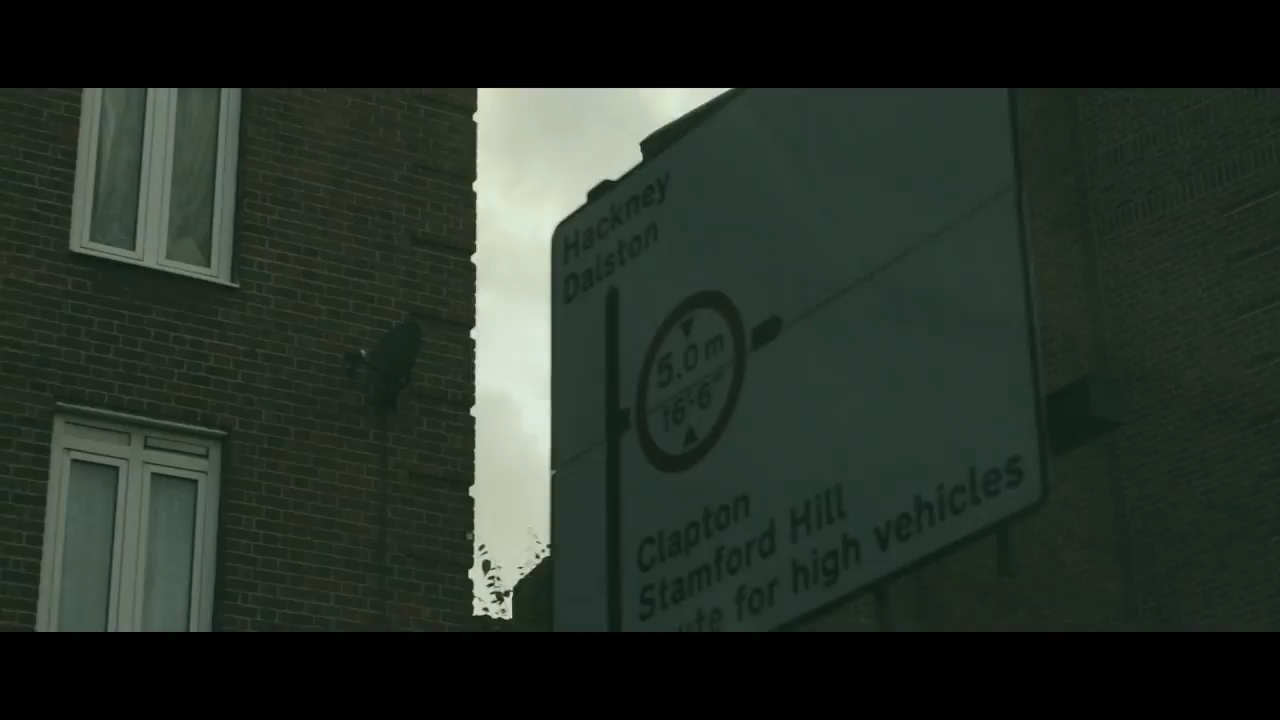 Hackney
Dalston
5.0 m
16'-6"
Clapton
Stamford Hill
for high vehicles